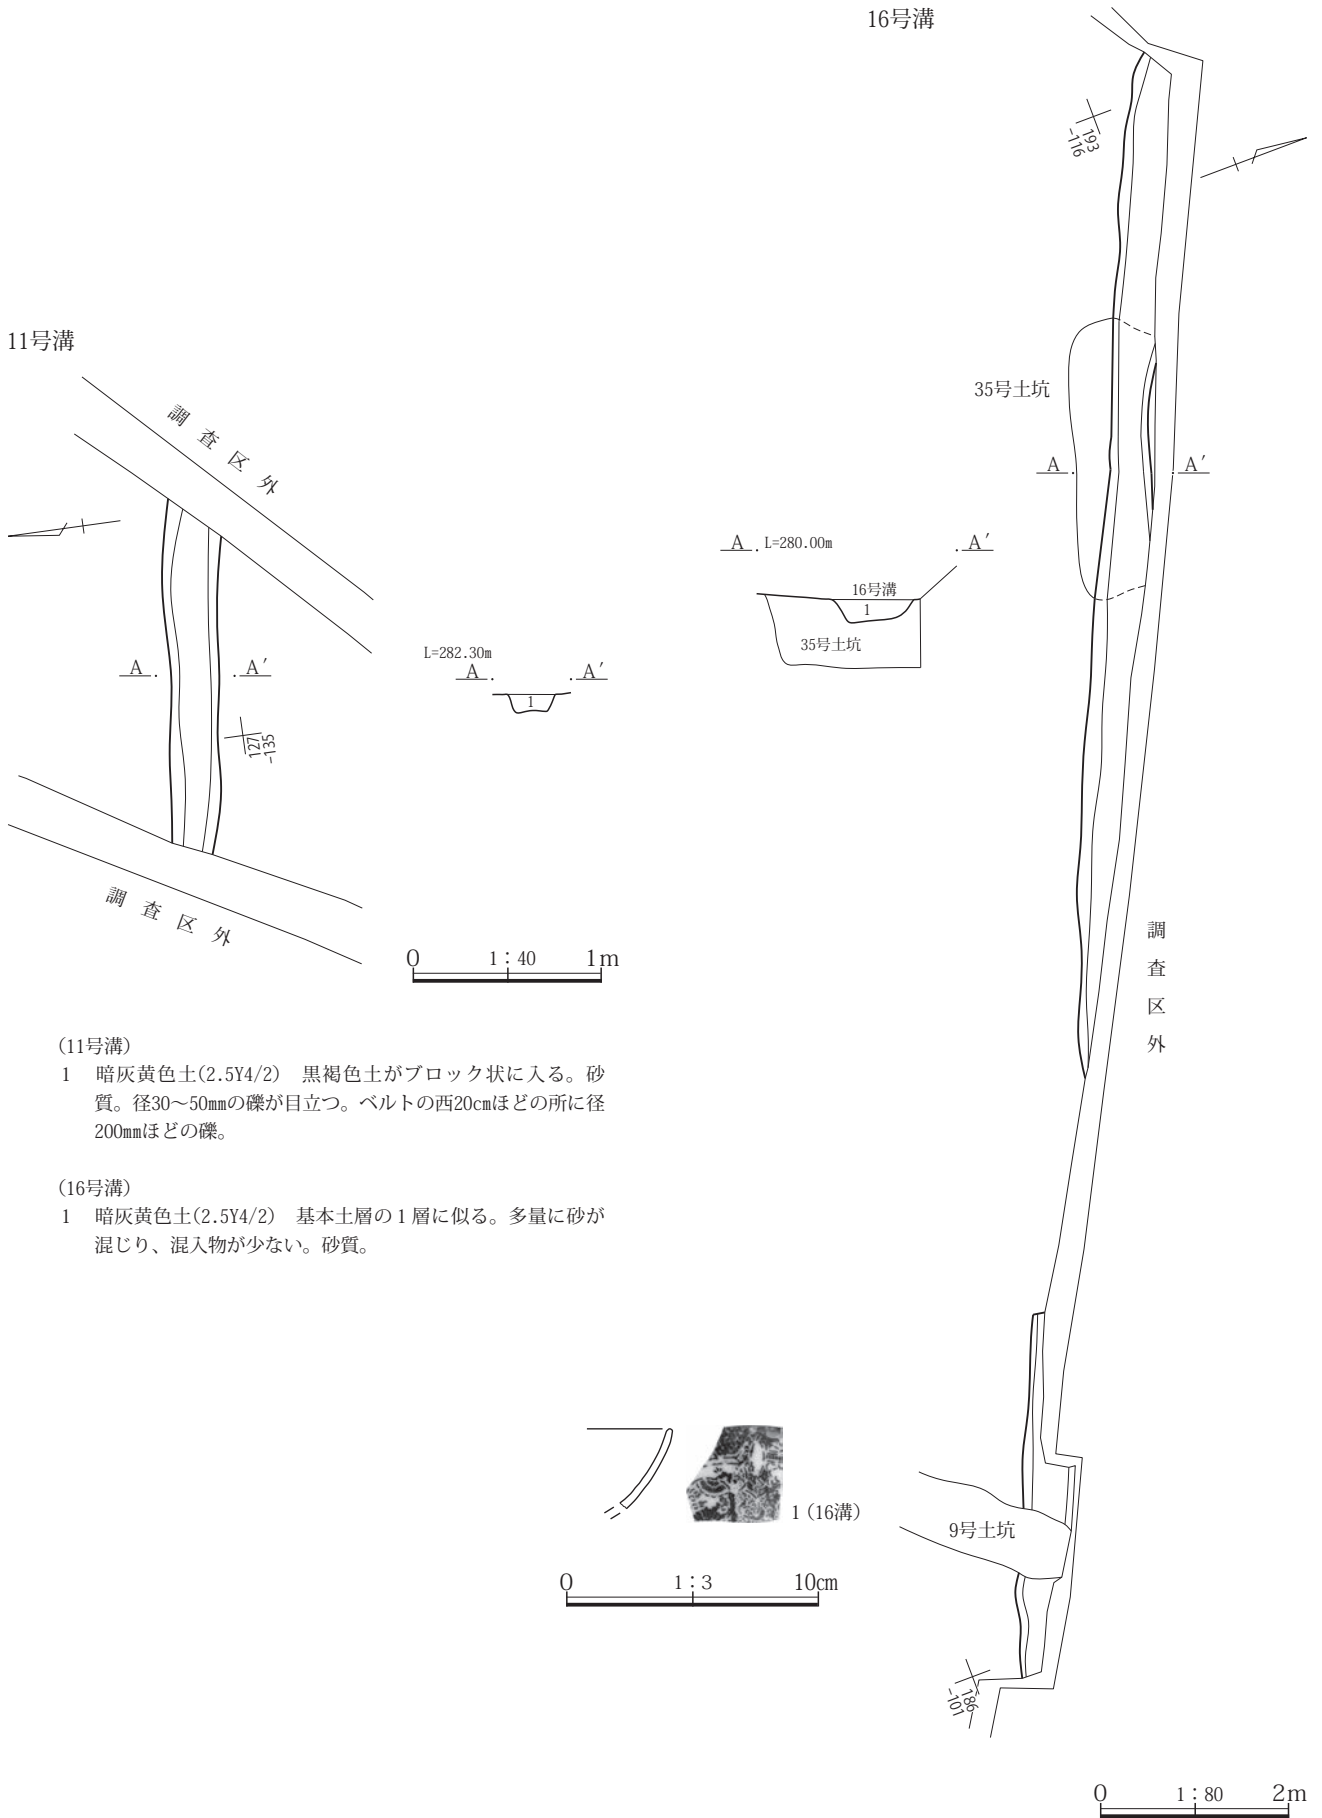 16号溝
193
-116
35号土坑
A
A′
A
L=280.00m
A′
16号溝
1
35号土坑
調査区外
9号土坑
186
-101
0
1：80
2m
11号溝
調査区外
A
A′
127
-135
調査区外
L=282.30m
A
A′
1
0
1：40
1m
(11号溝)
1　暗灰黄色土(2.5Y4/2)　黒褐色土がブロック状に入る。砂
質。径30～50㎜の礫が目立つ。ベルトの西20㎝ほどの所に径
200㎜ほどの礫。
(16号溝)
1　暗灰黄色土(2.5Y4/2)　基本土層の１層に似る。多量に砂が
混じり、混入物が少ない。砂質。
1（16溝）
0
1：3
10㎝